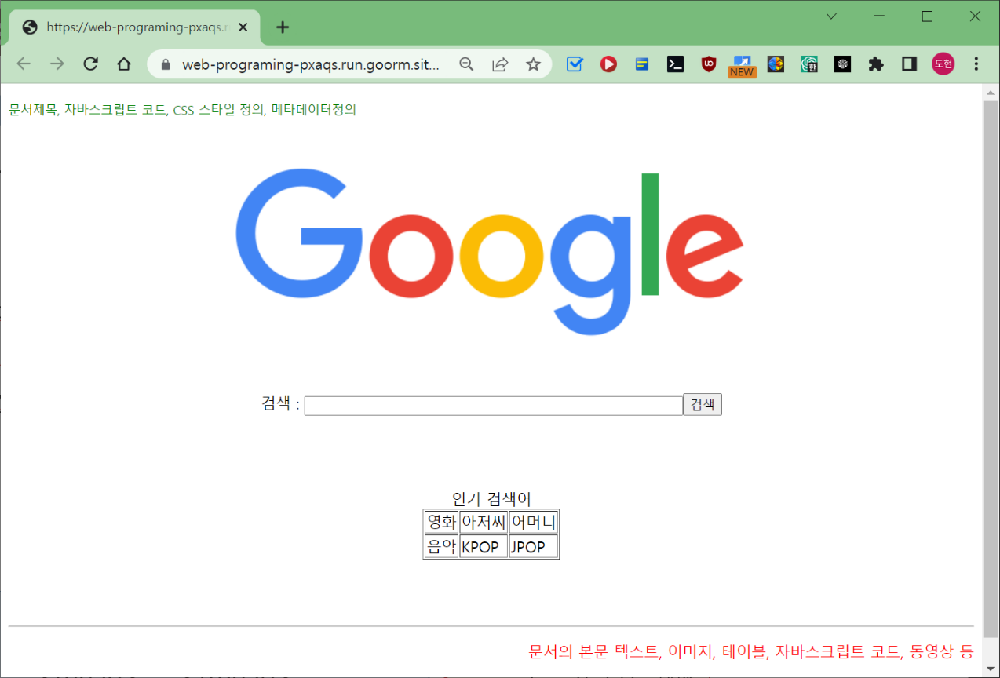 https://web-programing-pxaqs.r
web-programing-pxaqs.run.goorm.sit...
NEW
한
도현
문서제목, 자바스크립트 코드, CSS 스타일 정의, 메타데이터정의
Google
검색 : 검색
인기 검색어
영화 아저씨 어머니
음악 KPOP JPOP
문서의 본문 텍스트, 이미지, 테이블, 자바스크립트 코드, 동영상 등